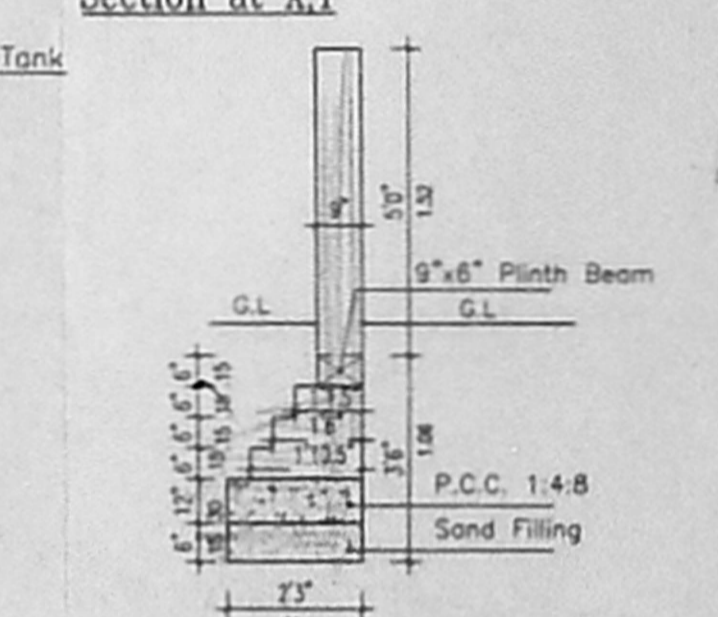 Section at X,Y
Tank
9"
5'0"
1.52
9"x6" Plinth Beam
G.L
G.L
6"
.15
6"
6"
.15
1'6"
6"
.15
1'10.5"
3'6"
1.06
P.C.C. 1:4:8
12"
.30
Sand Filling
6"
.15
2'3"